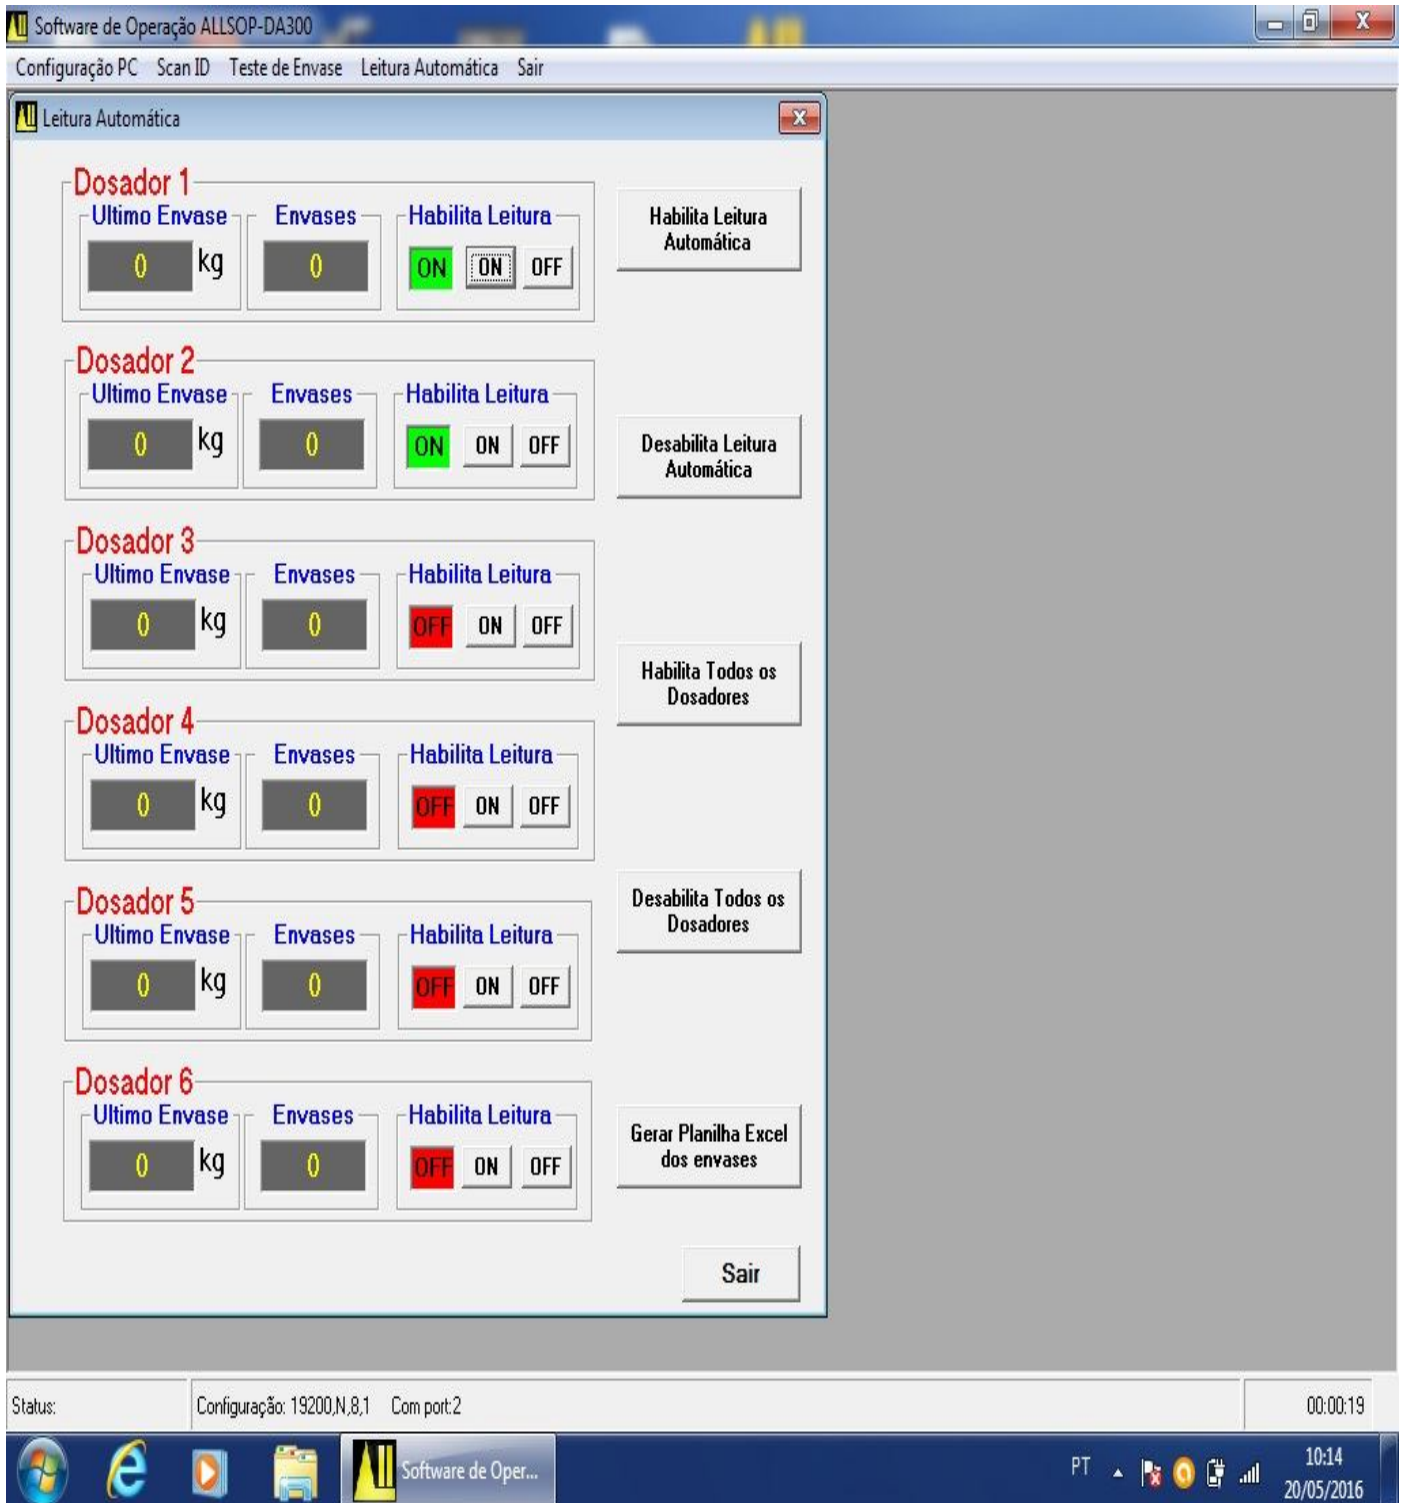 Software de Operação ALLSOP-DA300
Configuração PC Scan ID Teste de Envase Leitura Automática Sair
Leitura Automática
Dosador 1
Ultimo Envase Envases Habilita Leitura
0 kg 0 ON ON OFF
Habilita Leitura
Automática
Dosador 2
Ultimo Envase Envases Habilita Leitura
0 kg 0 ON ON OFF
Desabilita Leitura
Automática
Dosador 3
Ultimo Envase Envases Habilita Leitura
0 kg 0 OFF ON OFF
Habilita Todos os
Dosadores
Dosador 4
Ultimo Envase Envases Habilita Leitura
0 kg 0 OFF ON OFF
Desabilita Todos os
Dosadores
Dosador 5
Ultimo Envase Envases Habilita Leitura
0 kg 0 OFF ON OFF
Dosador 6
Ultimo Envase Envases Habilita Leitura
0 kg 0 OFF ON OFF
Gerar Planilha Excel
dos envases
Sair
Status: Configuração: 19200,N,8,1 Com port:2 00:00:19
All Software de Oper... PT 10:14
20/05/2016